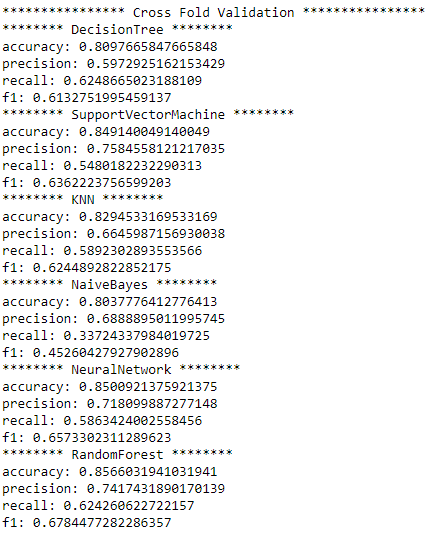 **************** Cross Fold Validation ****************
******** DecisionTree ********
accuracy: 0.8097665847665848
precision: 0.5972925162153429
recall: 0.6248665023188109
f1: 0.6132751995459137
******** SupportVectorMachine ********
accuracy: 0.849140049140049
precision: 0.7584558121217035
recall: 0.5480182232290313
f1: 0.6362223756599203
******** KNN ********
accuracy: 0.8294533169533169
precision: 0.6645987156930038
recall: 0.5892302893553566
f1: 0.6244892822852175
******** NaiveBayes ********
accuracy: 0.8037776412776413
precision: 0.6888895011995745
recall: 0.33724337984019725
f1: 0.45260427927902896
******** NeuralNetwork ********
accuracy: 0.8500921375921375
precision: 0.718099887277148
recall: 0.5863424002558456
f1: 0.6573302311289623
******** RandomForest ********
accuracy: 0.8566031941031941
precision: 0.7417431890170139
recall: 0.624260622722157
f1: 0.6784477282286357